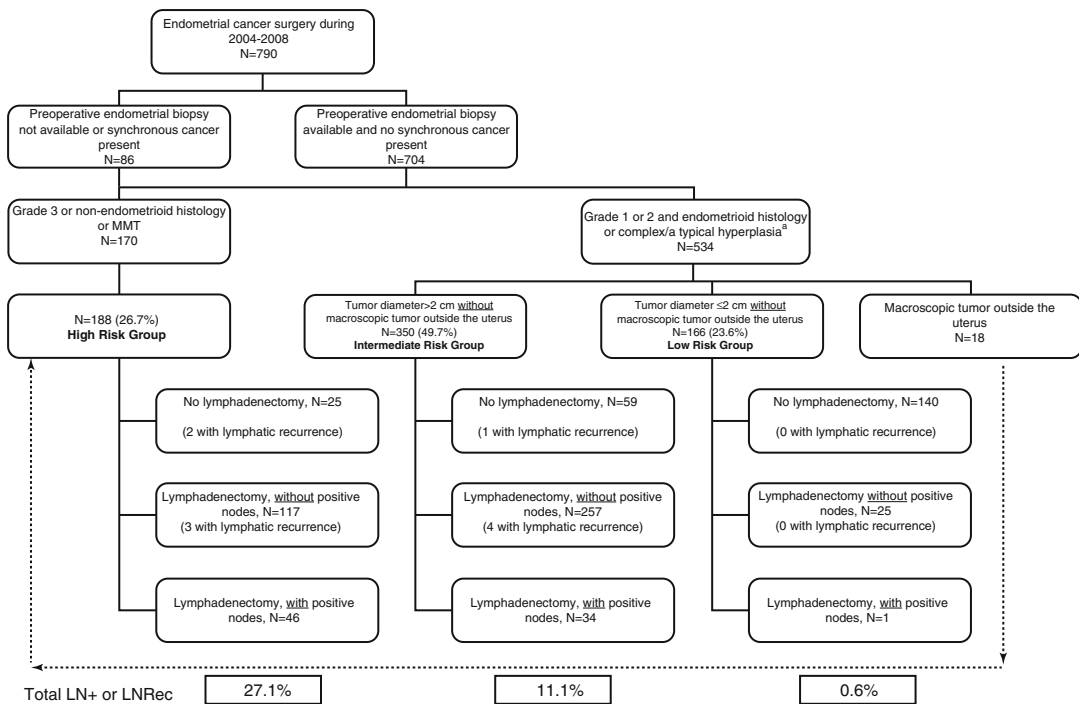 Endometrial cancer surgery during
2004-2008
N=790
Preoperative endometrial biopsy
not available or synchronous cancer
present
N=86
Preoperative endometrial biopsy
available and no synchronous cancer
present
N=704
Grade 3 or non-endometrioid histology
or MMT
N=170
Grade 1 or 2 and endometrioid histology
or complex/a typical hyperplasiaᵃ
N=534
N=188 (26.7%)
High Risk Group
Tumor diameter>2 cm without
macroscopic tumor outside the uterus
N=350 (49.7%)
Intermediate Risk Group
Tumor diameter ≤2 cm without
macroscopic tumor outside the uterus
N=166 (23.6%)
Low Risk Group
Macroscopic tumor outside the
uterus
N=18
No lymphadenectomy, N=25
(2 with lymphatic recurrence)
No lymphadenectomy, N=59
(1 with lymphatic recurrence)
No lymphadenectomy, N=140
(0 with lymphatic recurrence)
Lymphadenectomy, without positive
nodes, N=117
(3 with lymphatic recurrence)
Lymphadenectomy, without positive
nodes, N=257
(4 with lymphatic recurrence)
Lymphadenectomy without positive
nodes, N=25
(0 with lymphatic recurrence)
Lymphadenectomy, with positive
nodes, N=46
Lymphadenectomy, with positive
nodes, N=34
Lymphadenectomy, with positive
nodes, N=1
Total LN+ or LNRec
27.1%
11.1%
0.6%